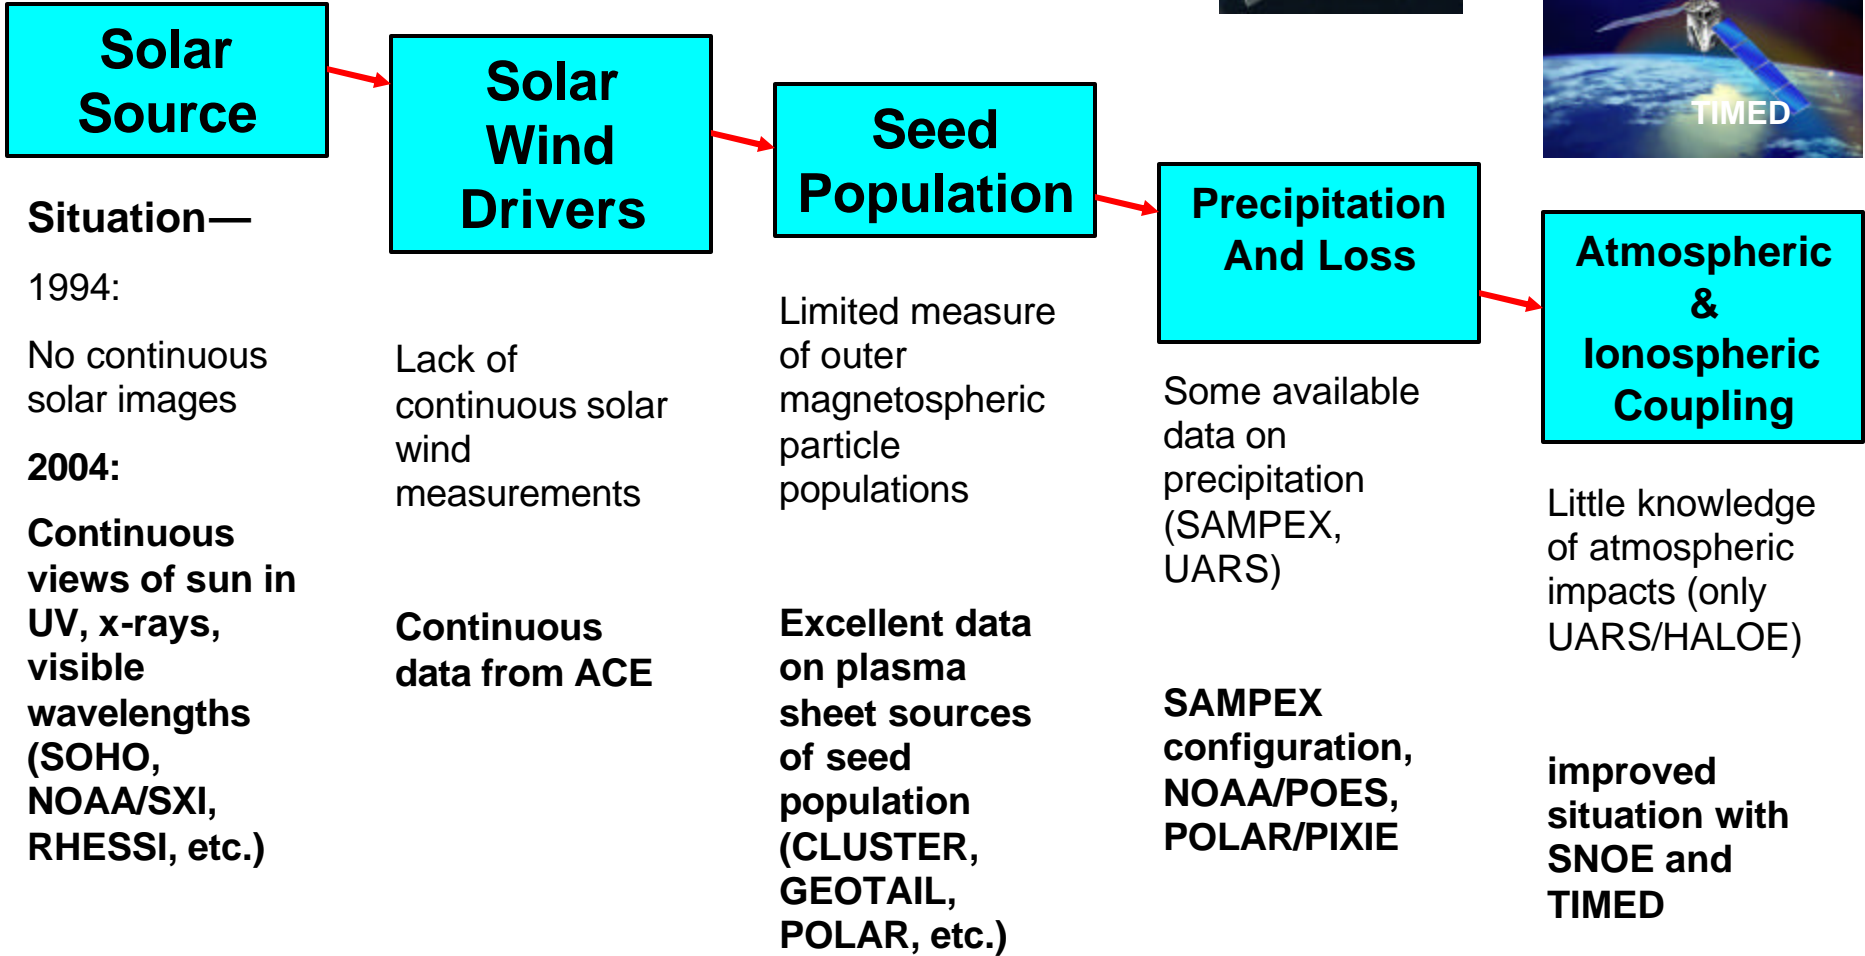 Solar
Source
Solar
Wind
Drivers
Seed
Population
Precipitation
And Loss
Atmospheric
&
Ionospheric
Coupling
TIMED
Situation—
1994:
No continuous
solar images
2004:
Continuous
views of sun in
UV, x-rays,
visible
wavelengths
(SOHO,
NOAA/SXI,
RHESSI, etc.)
Lack of
continuous solar
wind
measurements
Continuous
data from ACE
Limited measure
of outer
magnetospheric
particle
populations
Excellent data
on plasma
sheet sources
of seed
population
(CLUSTER,
GEOTAIL,
POLAR, etc.)
Some available
data on
precipitation
(SAMPEX,
UARS)
SAMPEX
configuration,
NOAA/POES,
POLAR/PIXIE
Little knowledge
of atmospheric
impacts (only
UARS/HALOE)
improved
situation with
SNOE and
TIMED